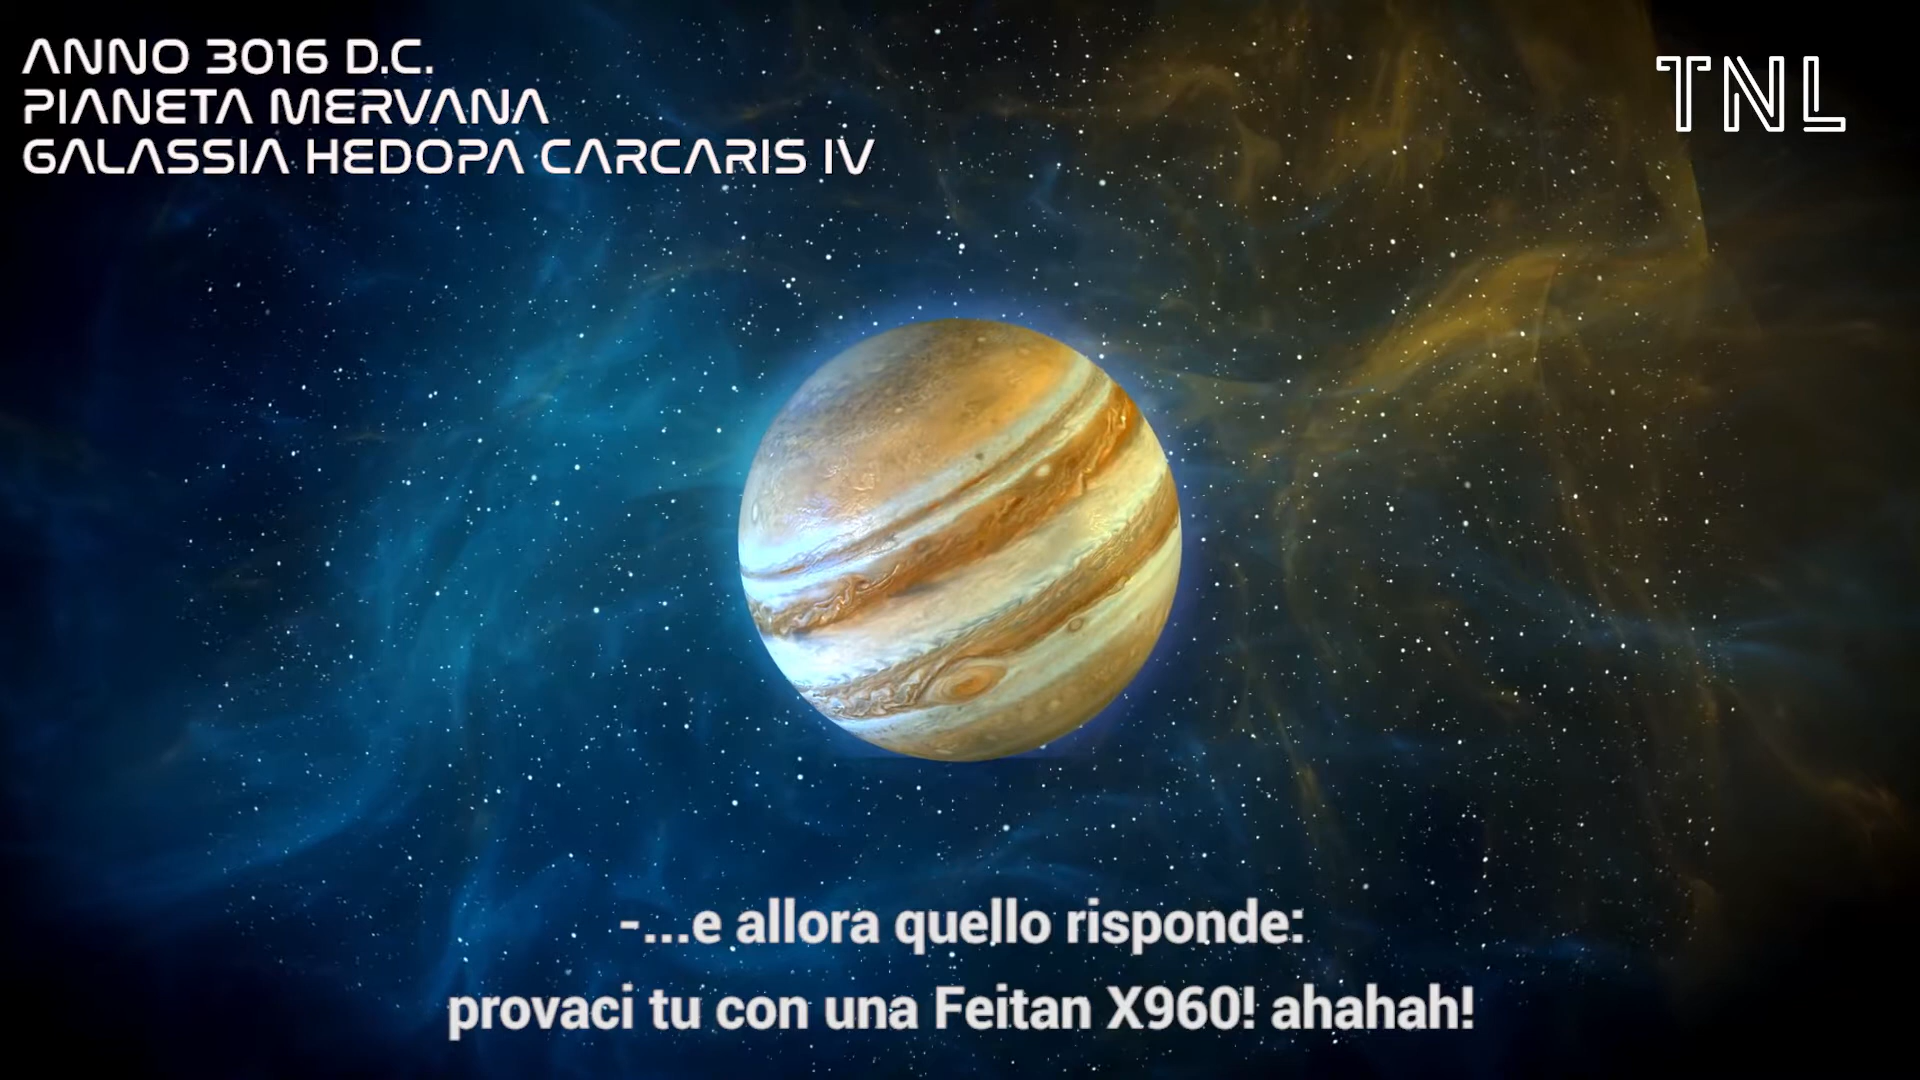 ANNO 3016 D.C.
PIANETA MERVANA
GALASSIA HEDOPA CARCARIS IV
TNL
-...e allora quello risponde:
provaci tu con una Feitan X960! ahahah!